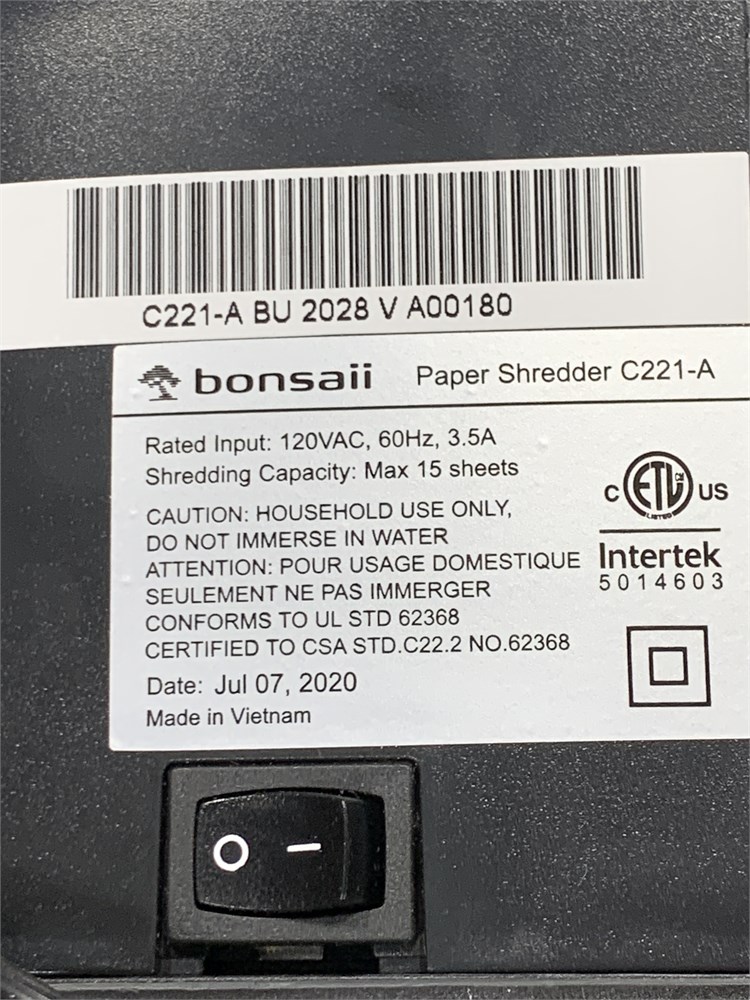 C221-A BU 2028 V A00180
bonsaii Paper Shredder C221-A
Rated Input: 120VAC, 60Hz, 3.5A
Shredding Capacity: Max 15 sheets
CAUTION: HOUSEHOLD USE ONLY,
DO NOT IMMERSE IN WATER
ATTENTION: POUR USAGE DOMESTIQUE
SEULEMENT NE PAS IMMERGER
CONFORMS TO UL STD 62368
CERTIFIED TO CSA STD.C22.2 NO.62368
Date: Jul 07, 2020
Made in Vietnam
C ETL US
LISTED
Intertek
5014603
O –